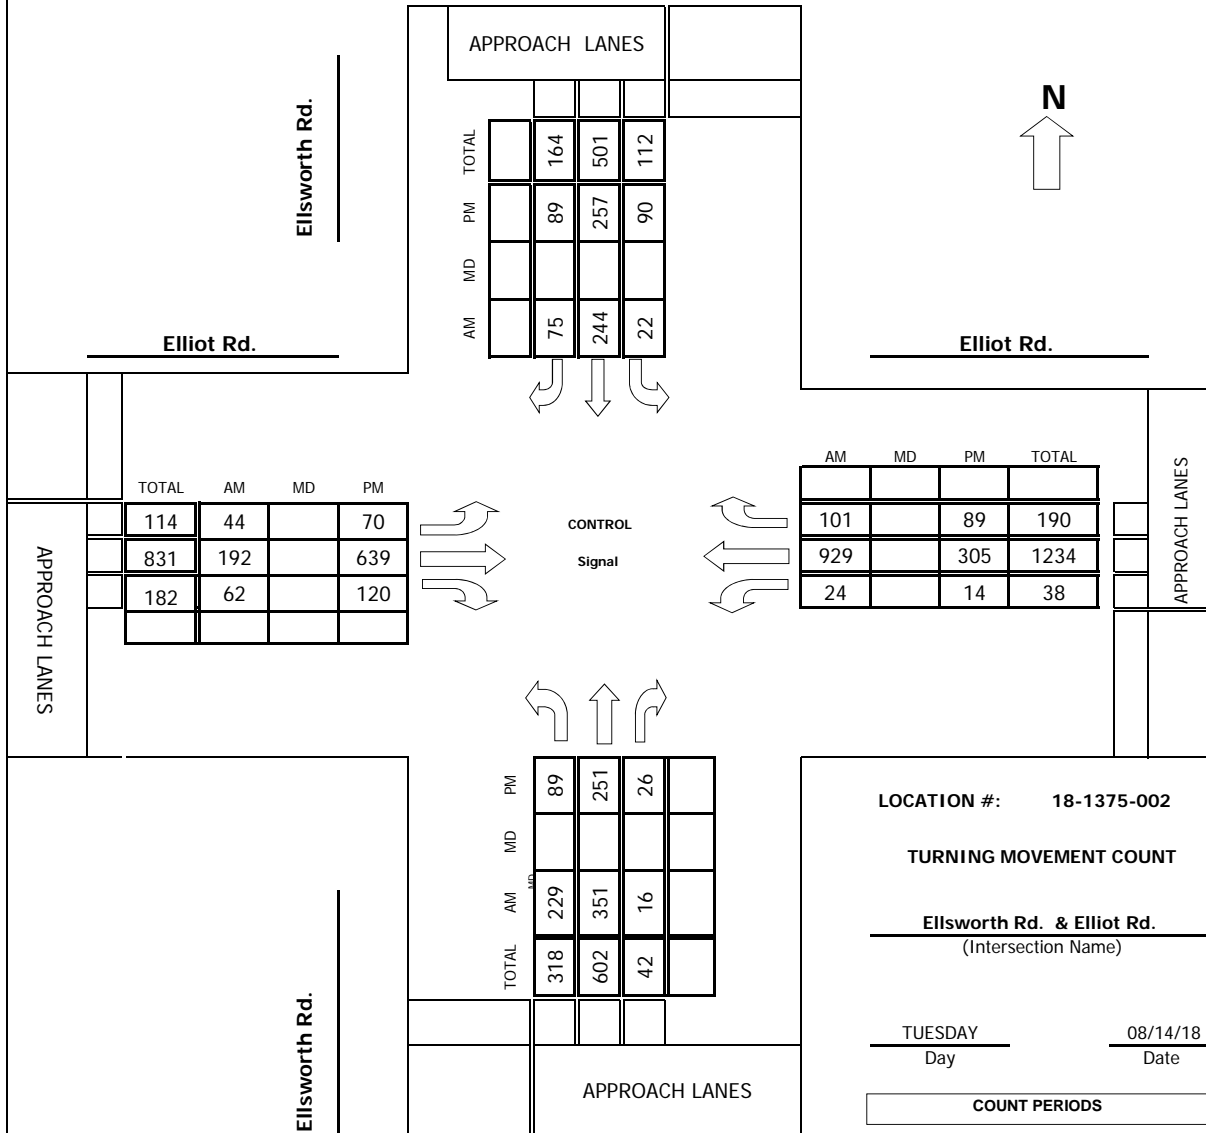 APPROACH LANES
N
Ellsworth Rd.
TOTAL 164 501 112
PM 89 257 90
MD
AM 75 244 22
Elliot Rd.
Elliot Rd.
AM MD PM TOTAL
TOTAL AM MD PM
114 44 70
831 192 639
182 62 120
CONTROL
Signal
101 89 190
929 305 1234
24 14 38
APPROACH LANES
APPROACH LANES
PM 89 251 26
MD
MD
AM 229 351 16
TOTAL 318 602 42
LOCATION #: 18-1375-002
TURNING MOVEMENT COUNT
Ellsworth Rd. & Elliot Rd.
(Intersection Name)
Ellsworth Rd.
TUESDAY 08/14/18
Day Date
APPROACH LANES
COUNT PERIODS